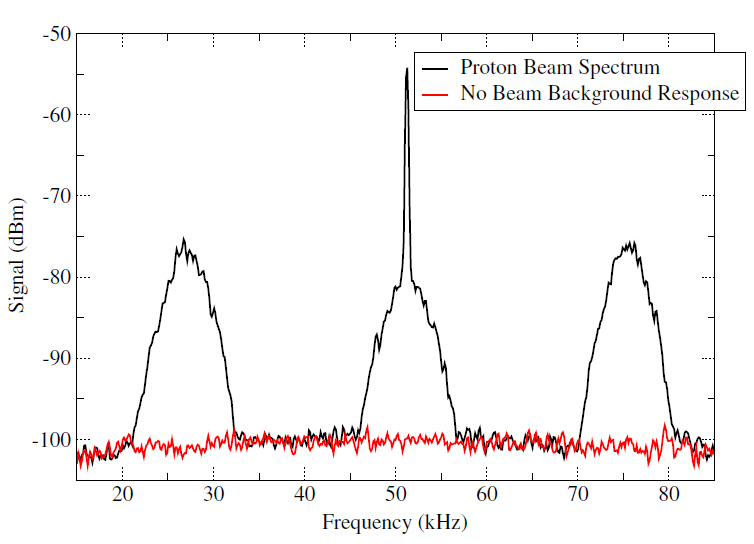 -50
Proton Beam Spectrum
No Beam Background Response
-60
-70
-80
-90
-100
Signal (dBm)
20 30 40 50 60 70 80
Frequency (kHz)